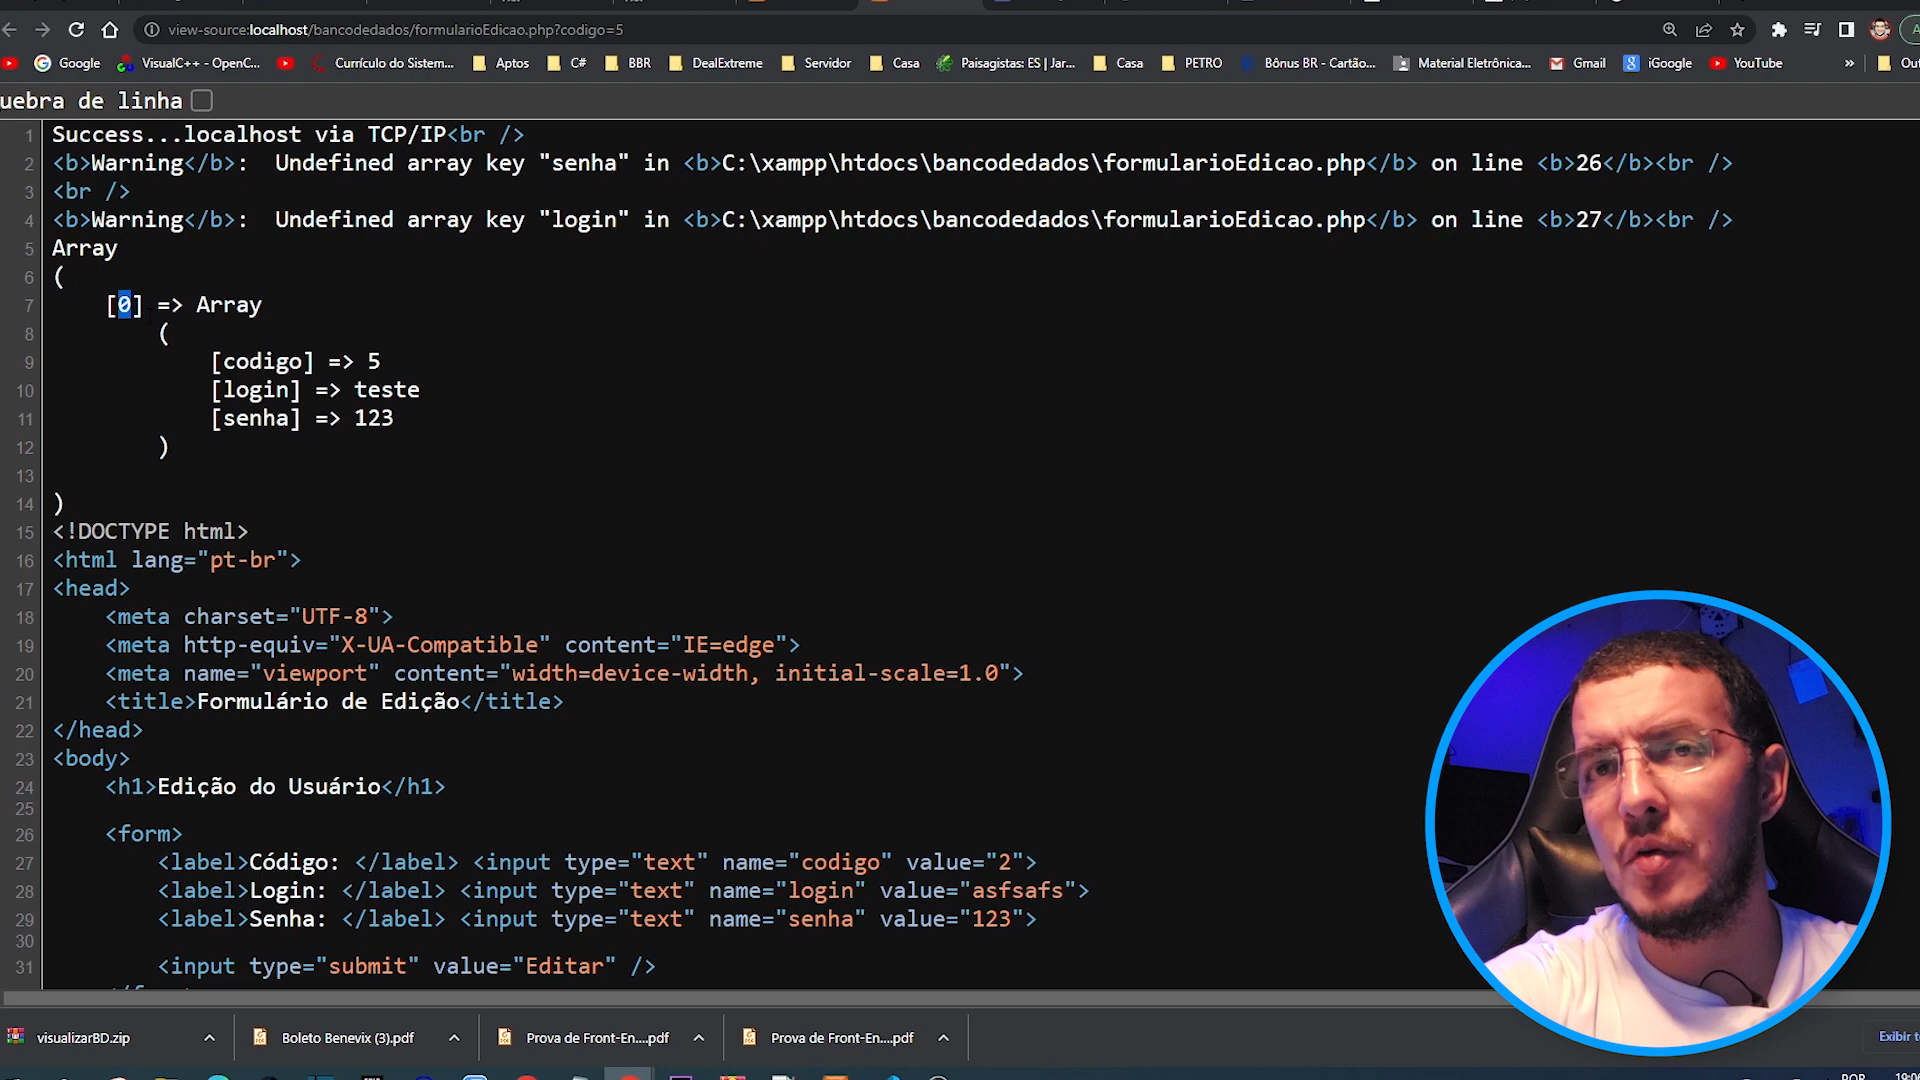 view-source:localhost/bancodedados/formularioEdicao.php?codigo=5
Google VisualC++ - OpenC... Currículo do Sistem... Aptos C# BBR DealExtreme Servidor Casa Paisagistas: ES | Jar... Casa PETRO Bônus BR - Cartão... Material Eletrônica... Gmail iGoogle YouTube » Out
uebra de linha
1 Success...localhost via TCP/IP<br />
2 <b>Warning</b>:  Undefined array key "senha" in <b>C:\xampp\htdocs\bancodedados\formularioEdicao.php</b> on line <b>26</b><br />
3 <br />
4 <b>Warning</b>:  Undefined array key "login" in <b>C:\xampp\htdocs\bancodedados\formularioEdicao.php</b> on line <b>27</b><br />
5 Array
6 (
7     [0] => Array
8         (
9             [codigo] => 5
10             [login] => teste
11             [senha] => 123
12         )
13
14 )
15 <!DOCTYPE html>
16 <html lang="pt-br">
17 <head>
18     <meta charset="UTF-8">
19     <meta http-equiv="X-UA-Compatible" content="IE=edge">
20     <meta name="viewport" content="width=device-width, initial-scale=1.0">
21     <title>Formulário de Edição</title>
22 </head>
23 <body>
24     <h1>Edição do Usuário</h1>
25
26     <form>
27         <label>Código: </label> <input type="text" name="codigo" value="2">
28         <label>Login: </label> <input type="text" name="login" value="asfsafs">
29         <label>Senha: </label> <input type="text" name="senha" value="123">
30
31         <input type="submit" value="Editar" />
visualizarBD.zip Boleto Benevix (3).pdf Prova de Front-En....pdf Prova de Front-En....pdf Exibir t